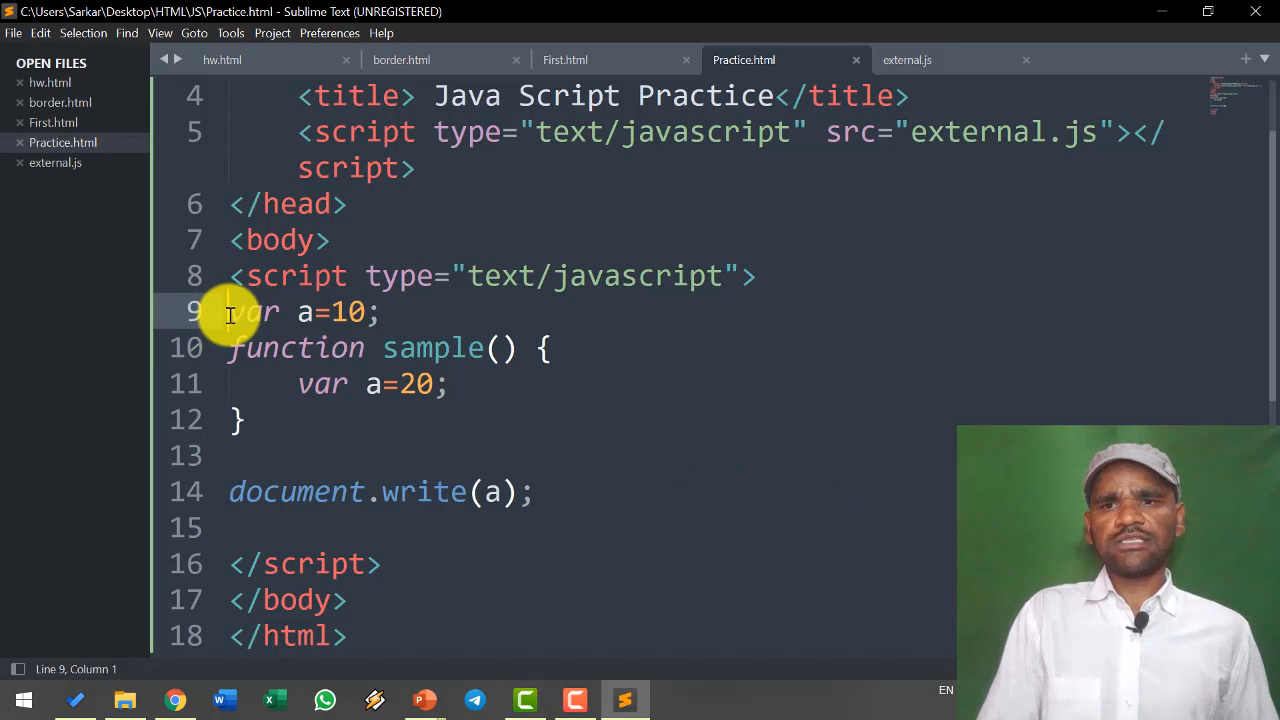 C:\Users\Sarkar\Desktop\HTML\JS\Practice.html - Sublime Text (UNREGISTERED)
File Edit Selection Find View Goto Tools Project Preferences Help
OPEN FILES
hw.html
border.html
First.html
Practice.html
external.js
hw.html border.html First.html Practice.html external.js
4 <title> Java Script Practice</title>
5 <script type="text/javascript" src="external.js"></
script>
6 </head>
7 <body>
8 <script type="text/javascript">
9 var a=10;
10 function sample() {
11 var a=20;
12 }
13
14 document.write(a);
15
16 </script>
17 </body>
18 </html>
Line 9, Column 1
EN